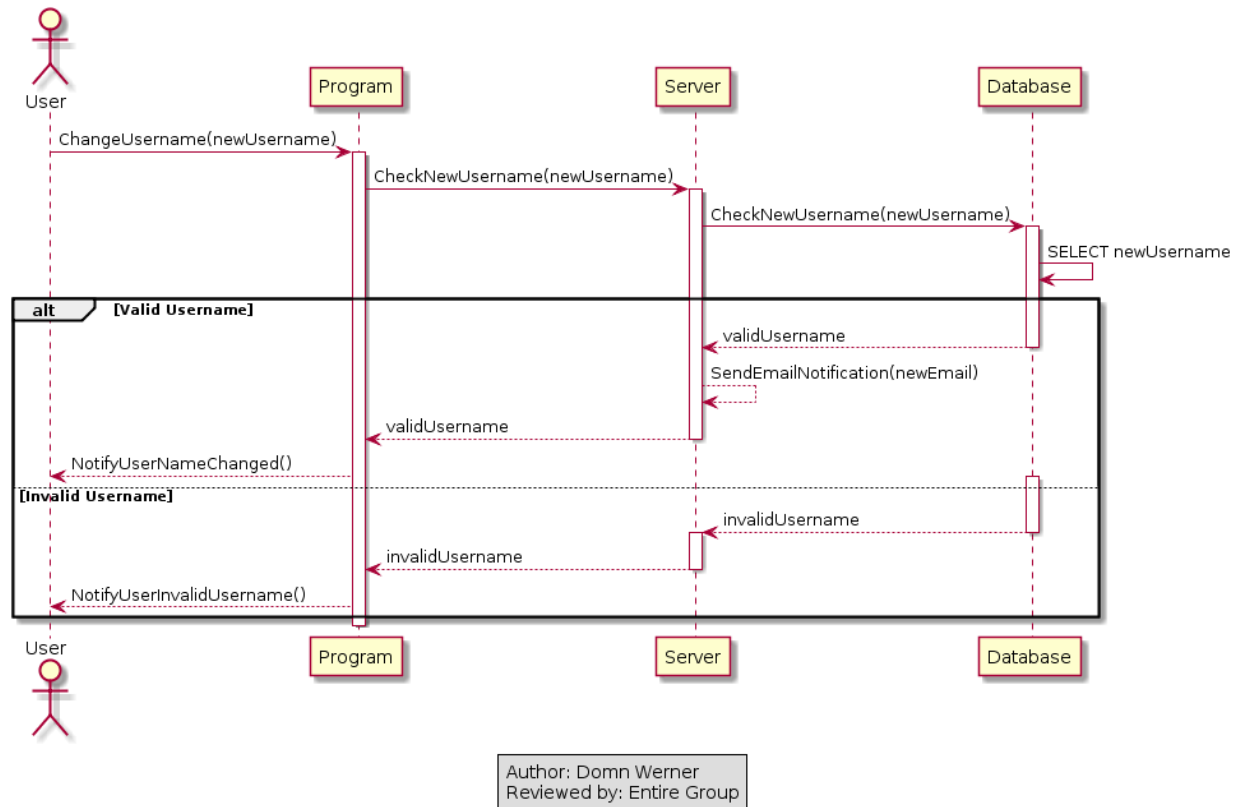 User
Program
Server
Database
ChangeUsername(newUsername)
CheckNewUsername(newUsername)
CheckNewUsername(newUsername)
SELECT newUsername
alt
[Valid Username]
validUsername
SendEmailNotification(newEmail)
validUsername
NotifyUserNameChanged()
[Invalid Username]
invalidUsername
invalidUsername
NotifyUserInvalidUsername()
User
Program
Server
Database
Author: Domn Werner
Reviewed by: Entire Group